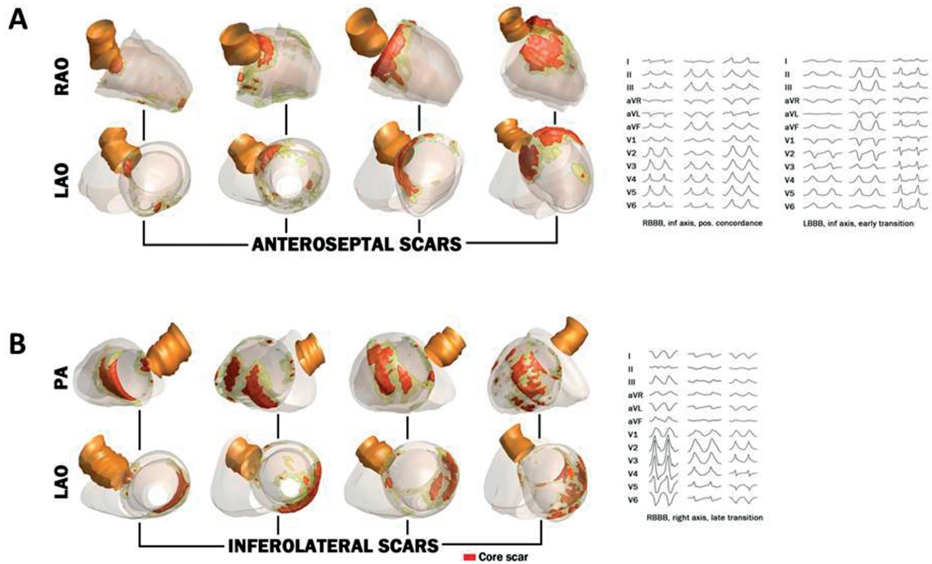 A
RAO
LAO
ANTEROSEPTAL SCARS
I
II
III
aVR
aVL
aVF
V1
V2
V3
V4
V5
V6
RBBB, inf axis, pos. concordance
I
II
III
aVR
aVL
aVF
V1
V2
V3
V4
V5
V6
LBBB, inf axis, early transition
B
PA
LAO
INFEROLATERAL SCARS
Core scar
I
II
III
aVR
aVL
aVF
V1
V2
V3
V4
V5
V6
RBBB, right axis, late transition